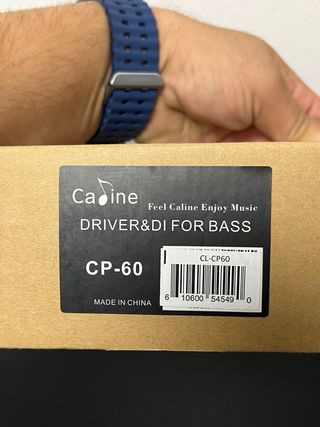 Caline
Feel Caline Enjoy Music
DRIVER&DI FOR BASS
CP-60
CL-CP60
6 10600 54549 0
MADE IN CHINA